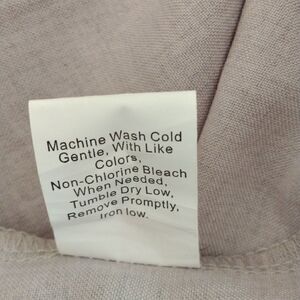 Machine Wash Cold
Gentle, With Like
Colors,
Non-Chlorine Bleach
When Needed,
Tumble Dry Low,
Remove Promptly,
Iron low.